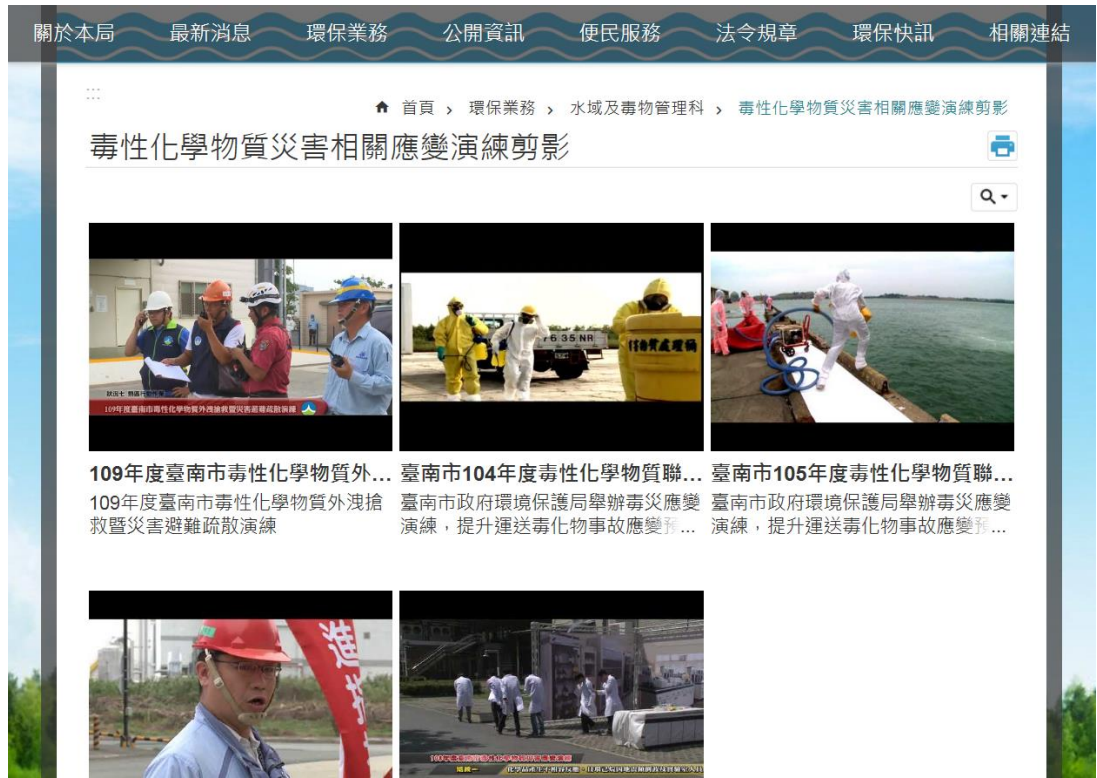 關於本局 最新消息 環保業務 公開資訊 便民服務 法令規章 環保快訊 相關連結
:::
首頁 › 環保業務 › 水域及毒物管理科 › 毒性化學物質災害相關應變演練剪影
毒性化學物質災害相關應變演練剪影
109年度臺南市毒性化學物質外洩搶救暨災害避難疏散演練
7635.NR
109年度臺南市毒性化學物質外...
109年度臺南市毒性化學物質外洩搶
救暨災害避難疏散演練
臺南市104年度毒性化學物質聯...
臺南市政府環境保護局舉辦毒災應變
演練，提升運送毒化物事故應變預...
臺南市105年度毒性化學物質聯...
臺南市政府環境保護局舉辦毒災應變
演練，提升運送毒化物事故應變預...
進